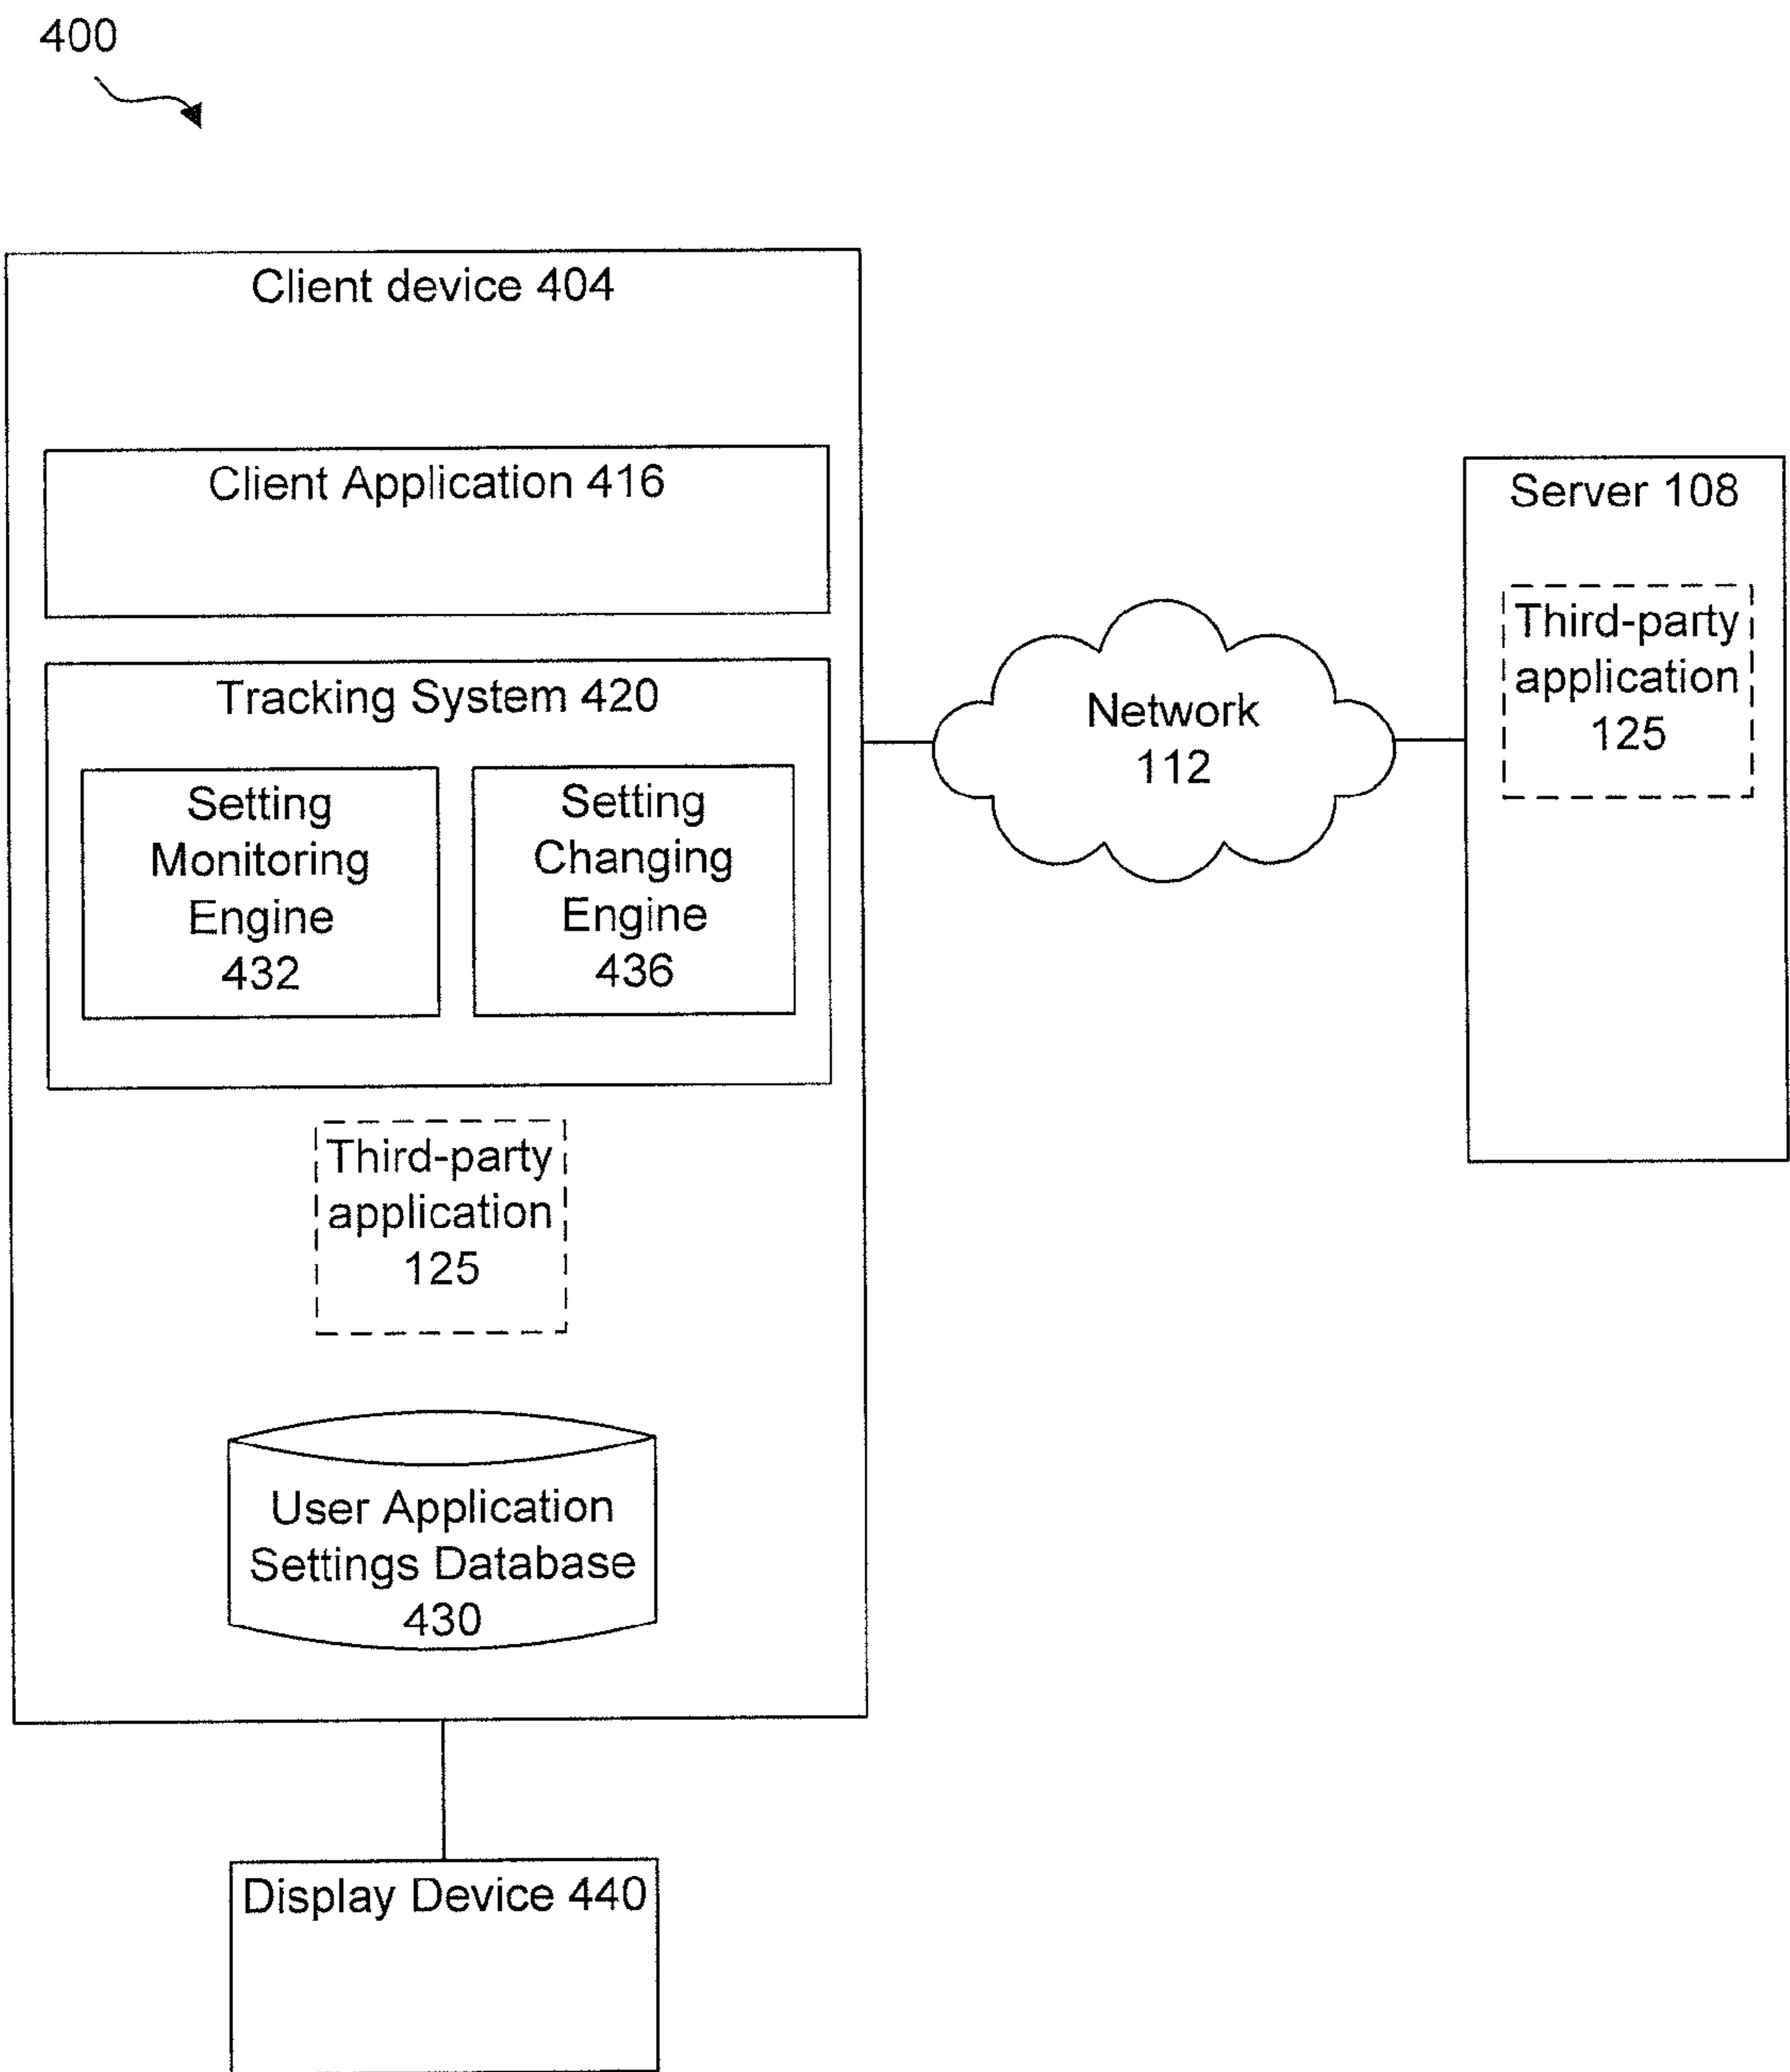 400
Client device 404
Client Application 416
Tracking System 420
Setting
Monitoring
Engine
432
Setting
Changing
Engine
436
Third-party
application
125
User Application
Settings Database
430
Display Device 440
Network
112
Server 108
Third-party
application
125